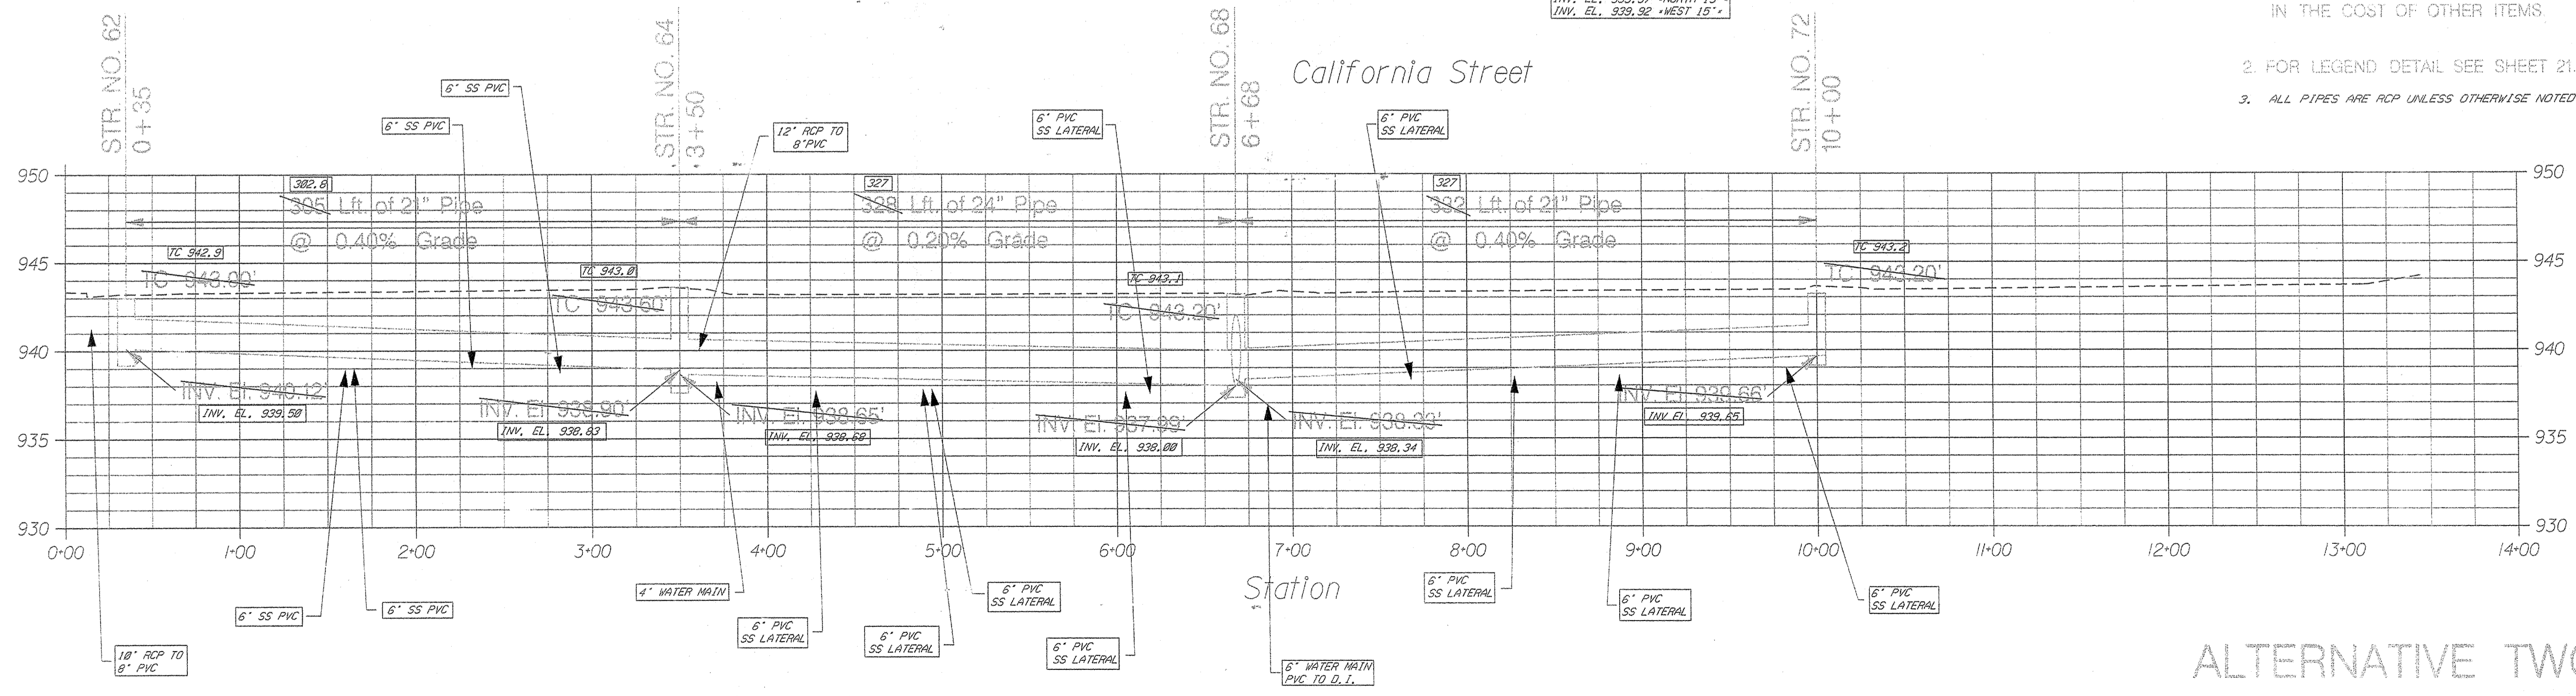 INV. EL. 939.92 «WEST 15"«
IN THE COST OF OTHER ITEMS.
2. FOR LEGEND DETAIL SEE SHEET 21.
3. ALL PIPES ARE RCP UNLESS OTHERWISE NOTED
California Street
STR. NO. 62
0+35
STR. NO. 64
3+50
STR. NO. 68
6+68
STR. NO. 72
10+00
6" SS PVC
6" SS PVC
12" RCP TO
8"PVC
6" PVC
SS LATERAL
6" PVC
SS LATERAL
950
950
302.8
305 Lft. of 21" Pipe
@ 0.40% Grade
327
328 Lft. of 24" Pipe
@ 0.20% Grade
327
332 Lft. of 21" Pipe
@ 0.40% Grade
TC 942.9
TC 943.00'
TC 943.0
TC 943.60'
TC 943.1
TC 943.20'
TC 943.2
TC 943.20'
945
945
940
940
INV. El. 940.12'
INV. EL. 939.50
INV. El 938.90'
INV. EL. 938.83
INV. El. 938.65'
INV. EL. 938.68
INV. El. 937.99'
INV. EL. 938.00
INV. El. 938.33'
INV. EL. 938.34
INV. El. 939.66'
INV. EL. 939.65
935
935
930
930
0+00 1+00 2+00 3+00 4+00 5+00 6+00 7+00 8+00 9+00 10+00 11+00 12+00 13+00 14+00
Station
6" SS PVC
6" SS PVC
4" WATER MAIN
6" PVC
SS LATERAL
6" PVC
SS LATERAL
6" PVC
SS LATERAL
6" PVC
SS LATERAL
6" PVC
SS LATERAL
6" PVC
SS LATERAL
6" PVC
SS LATERAL
10" RCP TO
8" PVC
6" WATER MAIN
PVC TO D.I.
ALTERNATIVE TWO